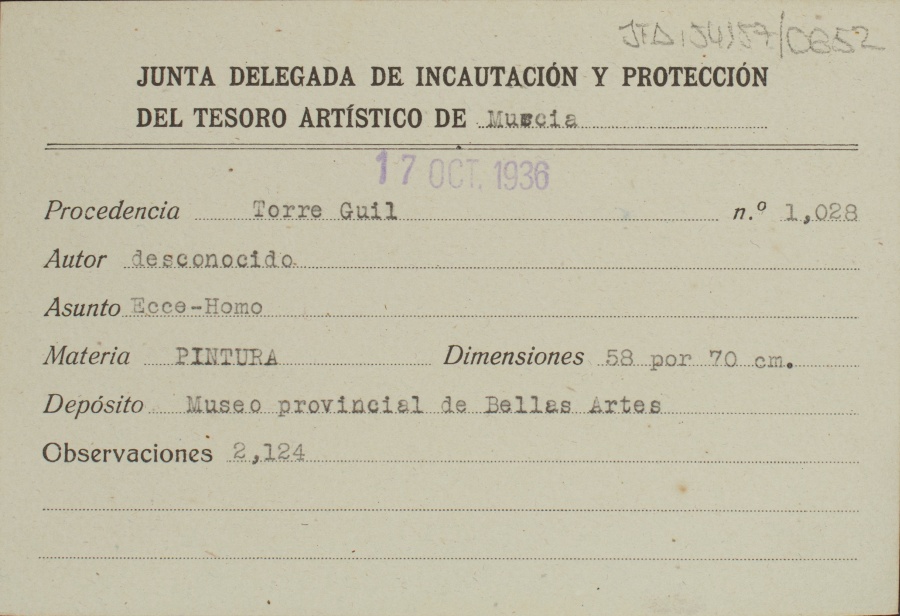 JTA,54157/0652
JUNTA DELEGADA DE INCAUTACIÓN Y PROTECCIÓN
DEL TESORO ARTÍSTICO DE Murcia
17 OCT. 1936
Procedencia Torre Guil n.º 1,028
Autor desconocido
Asunto Ecce-Homo
Materia PINTURA Dimensiones 58 por 70 cm.
Depósito Museo provincial de Bellas Artes
Observaciones 2,124